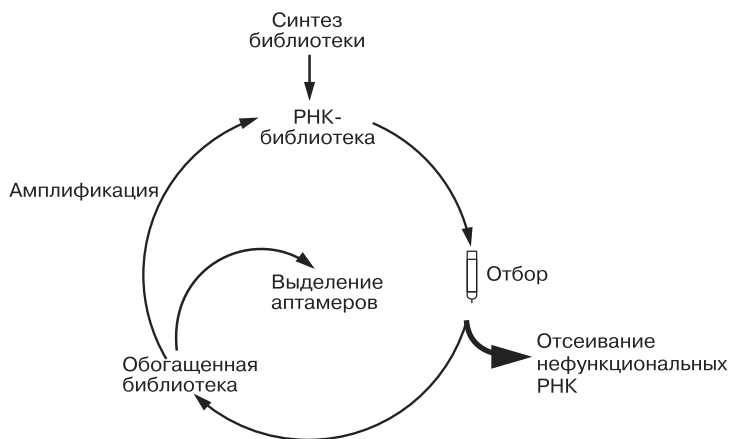 Синтез
библиотеки
РНК-
библиотека
Амплификация
Отбор
Выделение
аптамеров
Отсеивание
нефункциональных
РНК
Обогащенная
библиотека